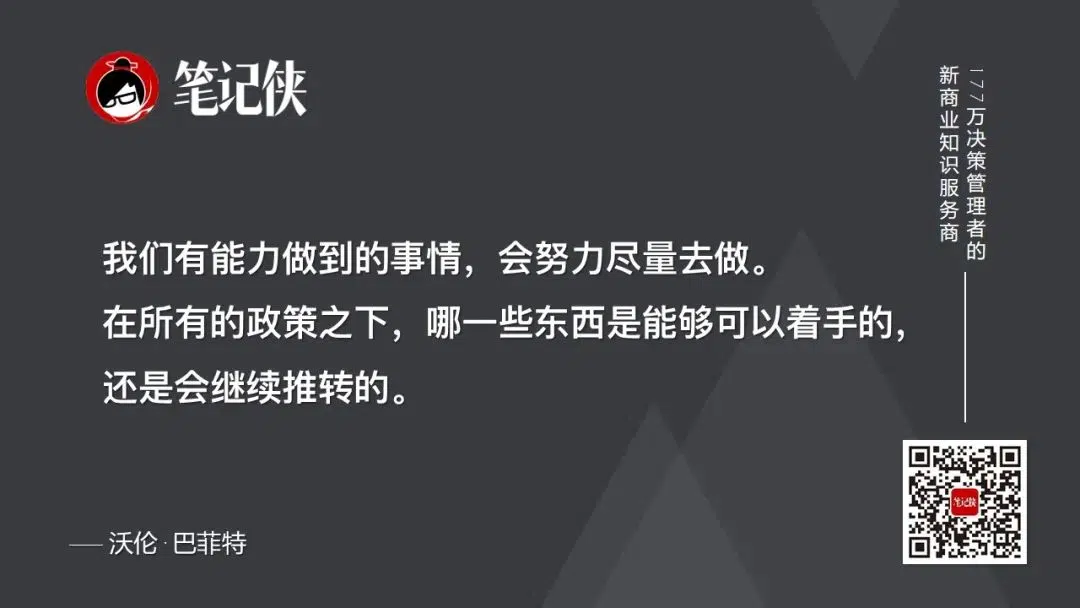 笔记侠
177万决策管理者的
新商业知识服务商
我们有能力做到的事情，会努力尽量去做。
在所有的政策之下，哪一些东西是能够可以着手的，
还是会继续推转的。
—— 沃伦·巴菲特
笔记侠